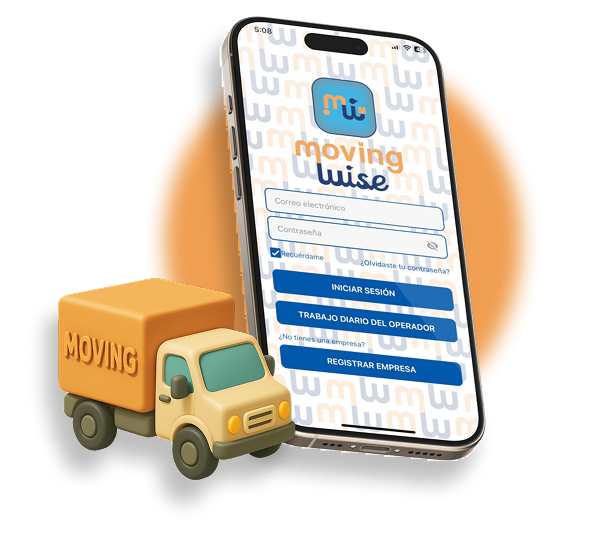 5:08
mw
moving
wise
Correo electrónico
Contraseña
Recuérdame
¿Olvidaste tu contraseña?
INICIAR SESIÓN
TRABAJO DIARIO DEL OPERADOR
¿No tienes una empresa?
REGISTRAR EMPRESA
MOVING